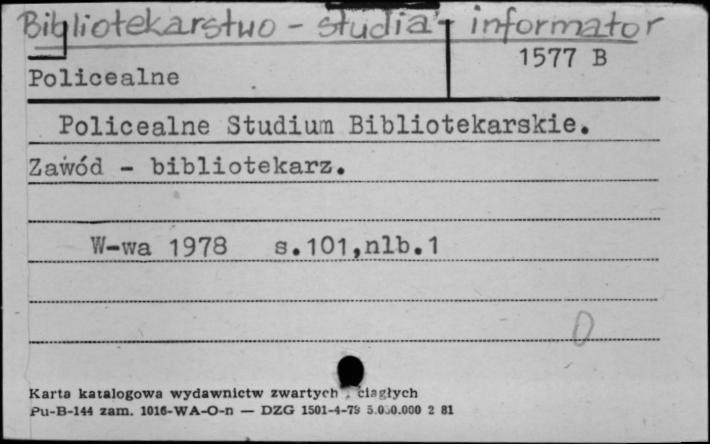 Bibliotekarstwo - studia - informator
1577 B
Policealne
Policealne Studium Bibliotekarskie.
Zawód - bibliotekarz.
W-wa 1978 s.101,nlb.1
0
Karta katalogowa wydawnictw zwartych i ciągłych
Pu-B-144 zam. 1016-WA-O-n — DZG 1501-4-79 5.000.000 2 81